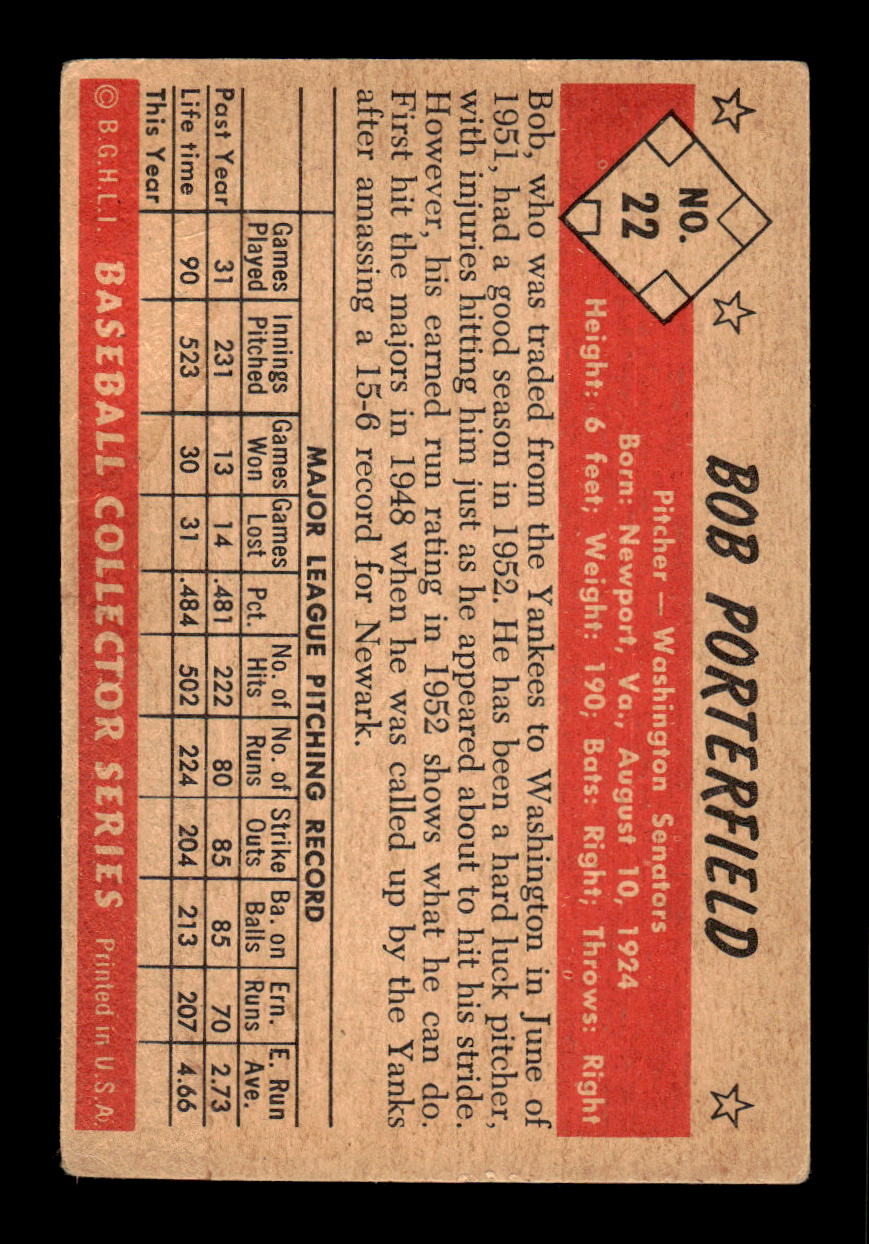 BOB PORTERFIELD
NO.
22
Pitcher — Washington Senators
Born: Newport, Va., August 10, 1924
Height: 6 feet; Weight: 190; Bats: Right; Throws: Right
Bob, who was traded from the Yankees to Washington in June of
1951, had a good season in 1952. He has been a hard luck pitcher,
with injuries hitting him just as he appeared about to hit his stride.
However, his earned run rating in 1952 shows what he can do.
First hit the majors in 1948 when he was called up by the Yanks
after amassing a 15-6 record for Newark.
MAJOR LEAGUE PITCHING RECORD
Games Innings Games Games No. of No. of Strike Ba. on Ern. E. Run
Played Pitched Won Lost Pct. Hits Runs Outs Balls Runs Ave.
Past Year 31 231 13 14 .481 222 80 85 85 70 2.73
Life time 90 523 30 31 .484 502 224 204 213 207 4.66
This Year
© B.G.H.L.I. BASEBALL COLLECTOR SERIES Printed in U.S.A.